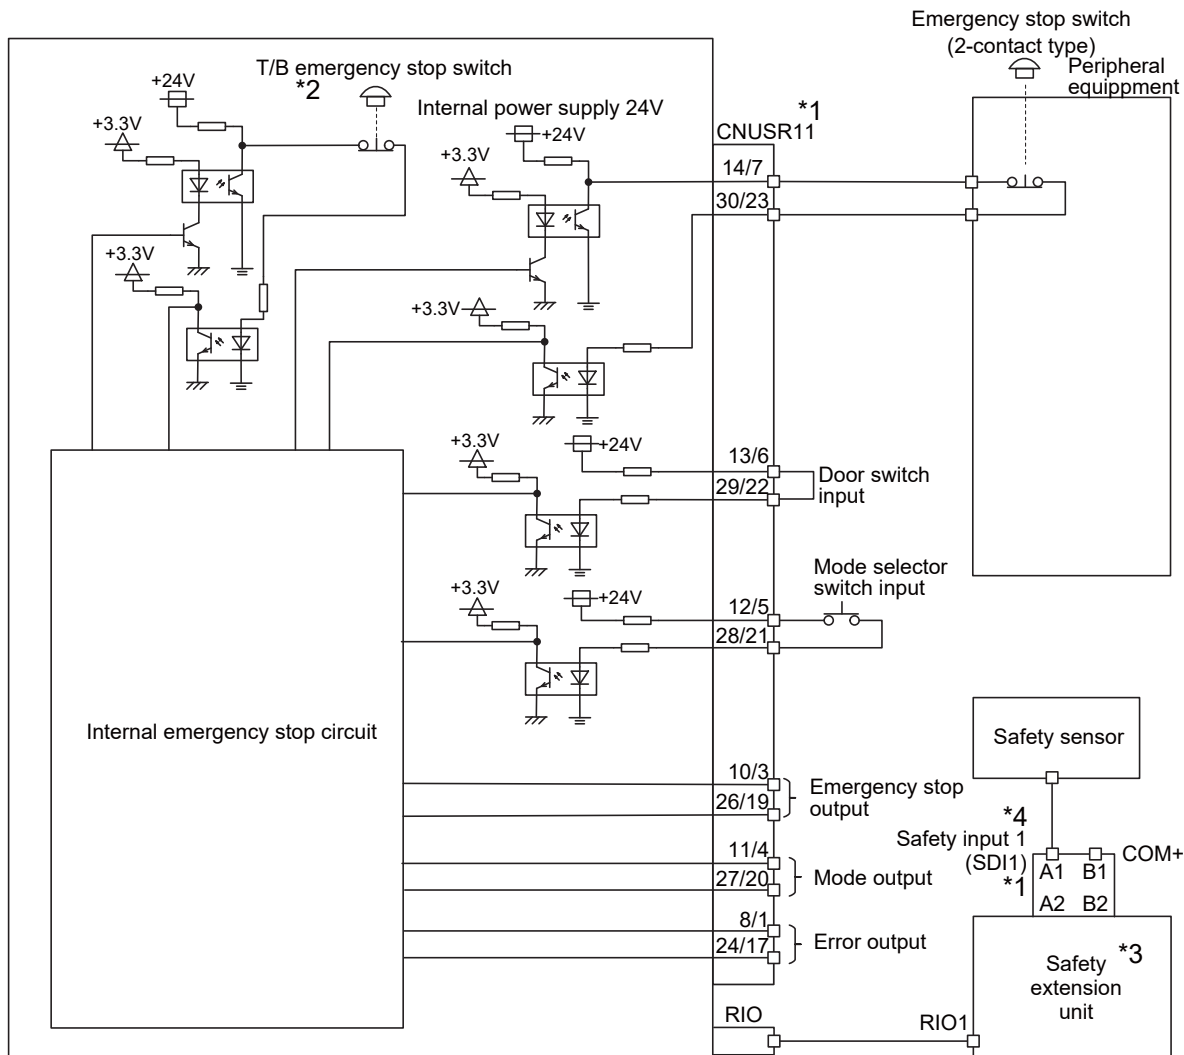 Emergency stop switch
(2-contact type)
Peripheral
equippment
T/B emergency stop switch
*2
+24V
+3.3V
Internal power supply 24V
+24V
+3.3V
*1
CNUSR11
14/7
30/23
+3.3V
+3.3V
+3.3V
+24V
13/6
29/22
Door switch
input
+3.3V
+24V
12/5
28/21
Mode selector
switch input
Internal emergency stop circuit
10/3
26/19
Emergency stop
output
11/4
27/20
Mode output
8/1
24/17
Error output
Safety sensor
*4
Safety input 1
(SDI1)
*1
A1 B1
COM+
A2 B2
Safety
extension
unit
*3
RIO
RIO1